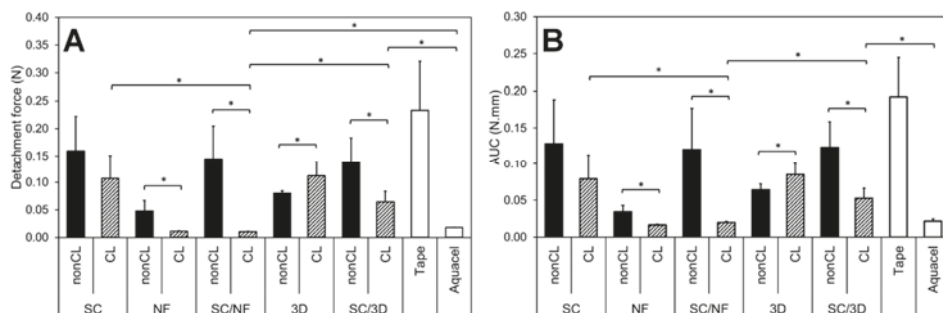 A
Detachment force (N)
0.40
0.35
0.30
0.25
0.20
0.15
0.10
0.05
0.00
* * * * * * * *
nonCL CL nonCL CL nonCL CL nonCL CL nonCL CL Tape Aquacel
SC NF SC/NF 3D SC/3D
B
λUC (N.mm)
0.30
0.25
0.20
0.15
0.10
0.05
0.00
* * * * * * *
nonCL CL nonCL CL nonCL CL nonCL CL nonCL CL Tape Aquacel
SC NF SC/NF 3D SC/3D